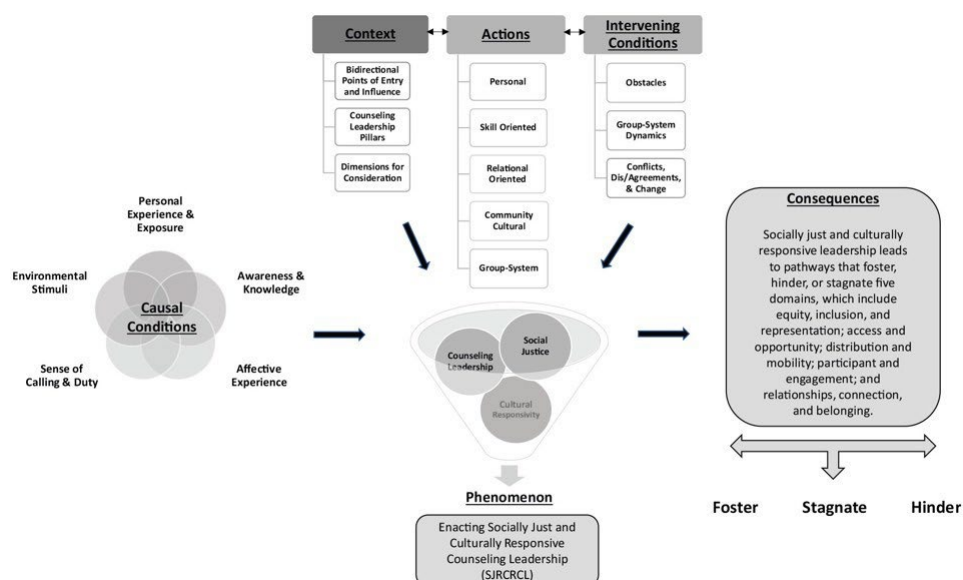 Context
Actions
Intervening
Conditions
Bidirectional
Points of Entry
and Influence
Counseling
Leadership
Pillars
Dimensions for
Consideration
Personal
Skill Oriented
Relational
Oriented
Community
Cultural
Group-System
Obstacles
Group-System
Dynamics
Conflicts,
Dis/Agreements,
& Change
Personal
Experience &
Exposure
Environmental
Stimuli
Awareness &
Knowledge
Causal
Conditions
Sense of
Calling & Duty
Affective
Experience
Counseling
Leadership
Social
Justice
Cultural
Responsivity
Phenomenon
Enacting Socially Just and
Culturally Responsive
Counseling Leadership
(SJRCRCL)
Consequences
Socially just and culturally
responsive leadership leads
to pathways that foster,
hinder, or stagnate five
domains, which include
equity, inclusion, and
representation; access and
opportunity; distribution and
mobility; participant and
engagement; and
relationships, connection,
and belonging.
Foster
Stagnate
Hinder